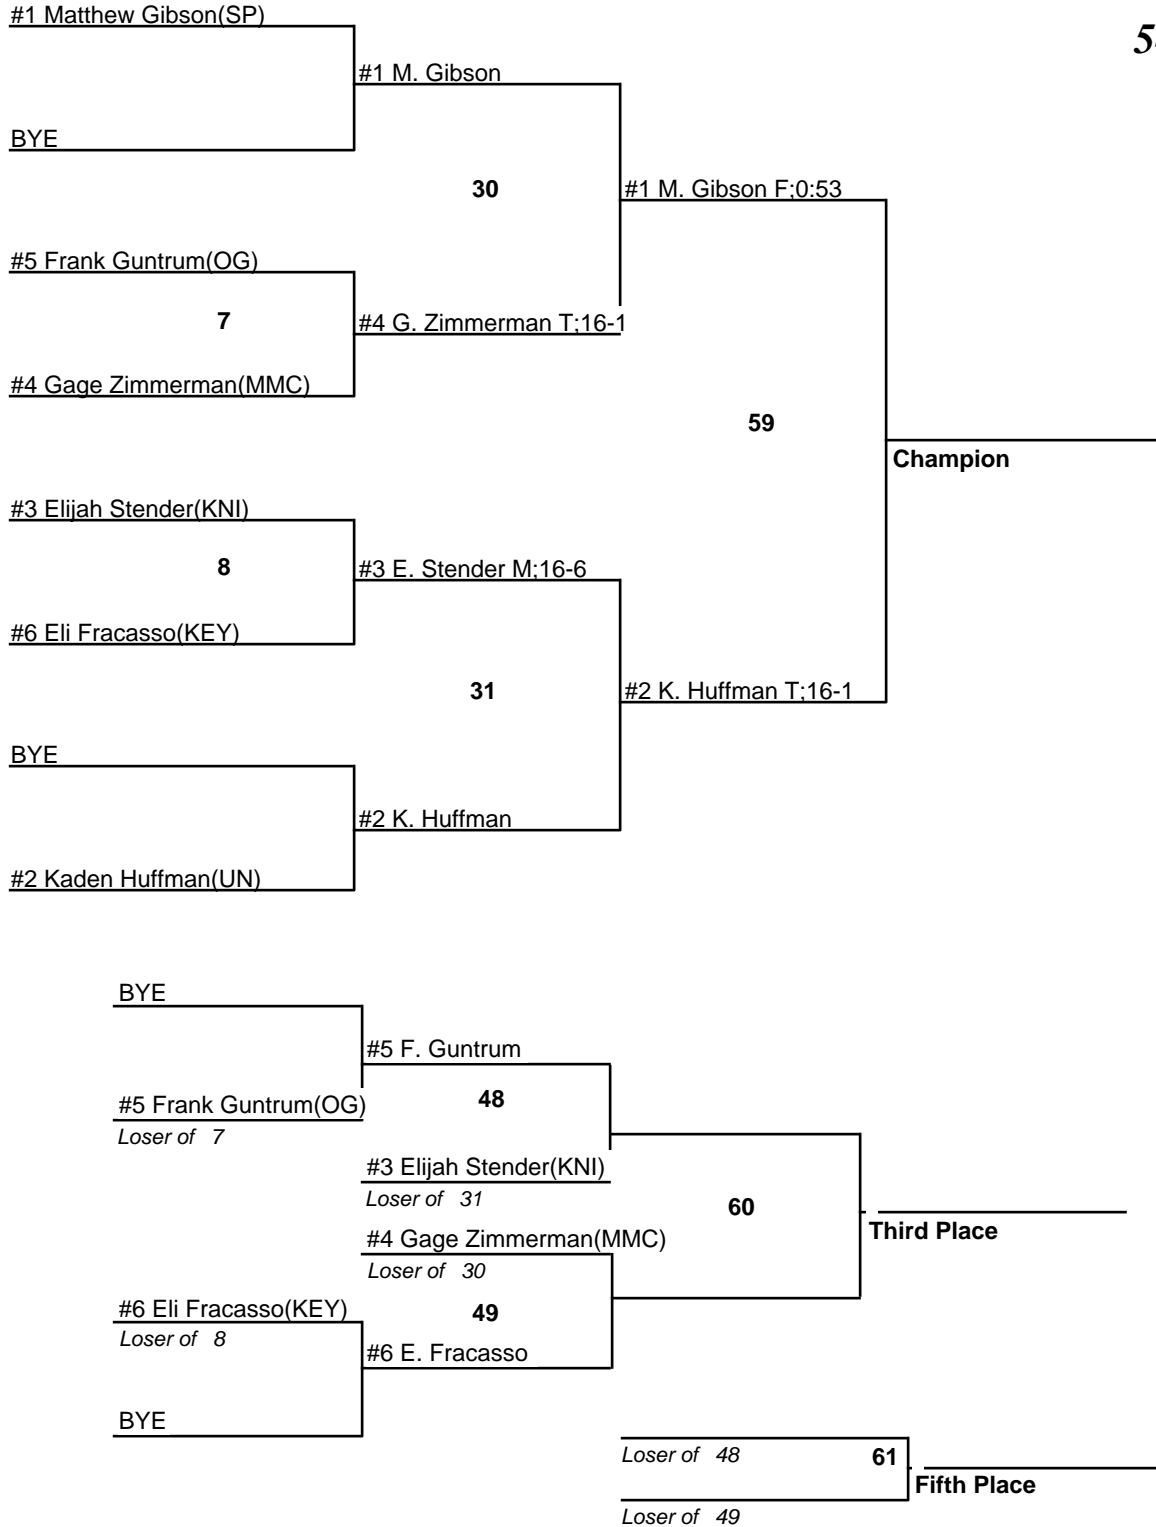 #1 Matthew Gibson(SP)
#1 M. Gibson
BYE
30
#1 M. Gibson F;0:53
#5 Frank Guntrum(OG)
7
#4 G. Zimmerman T;16-1
#4 Gage Zimmerman(MMC)
59
Champion
#3 Elijah Stender(KNI)
8
#3 E. Stender M;16-6
#6 Eli Fracasso(KEY)
31
#2 K. Huffman T;16-1
BYE
#2 K. Huffman
#2 Kaden Huffman(UN)
BYE
#5 F. Guntrum
#5 Frank Guntrum(OG)
Loser of 7
48
#3 Elijah Stender(KNI)
Loser of 31
60
Third Place
#4 Gage Zimmerman(MMC)
Loser of 30
#6 Eli Fracasso(KEY)
Loser of 8
49
#6 E. Fracasso
BYE
Loser of 48
61
Fifth Place
Loser of 49